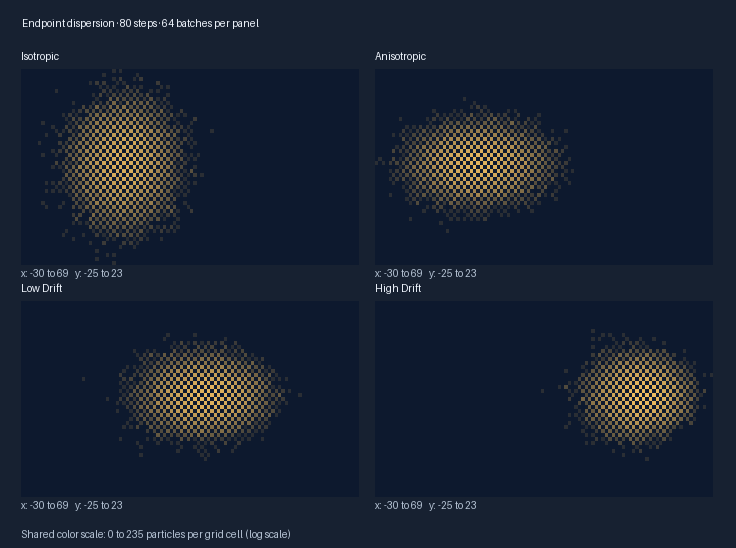 Endpoint dispersion · 80 steps · 64 batches per panel
Isotropic
Anisotropic
x: -30 to 69 y: -25 to 23
x: -30 to 69 y: -25 to 23
Low Drift
High Drift
x: -30 to 69 y: -25 to 23
x: -30 to 69 y: -25 to 23
Shared color scale: 0 to 235 particles per grid cell (log scale)